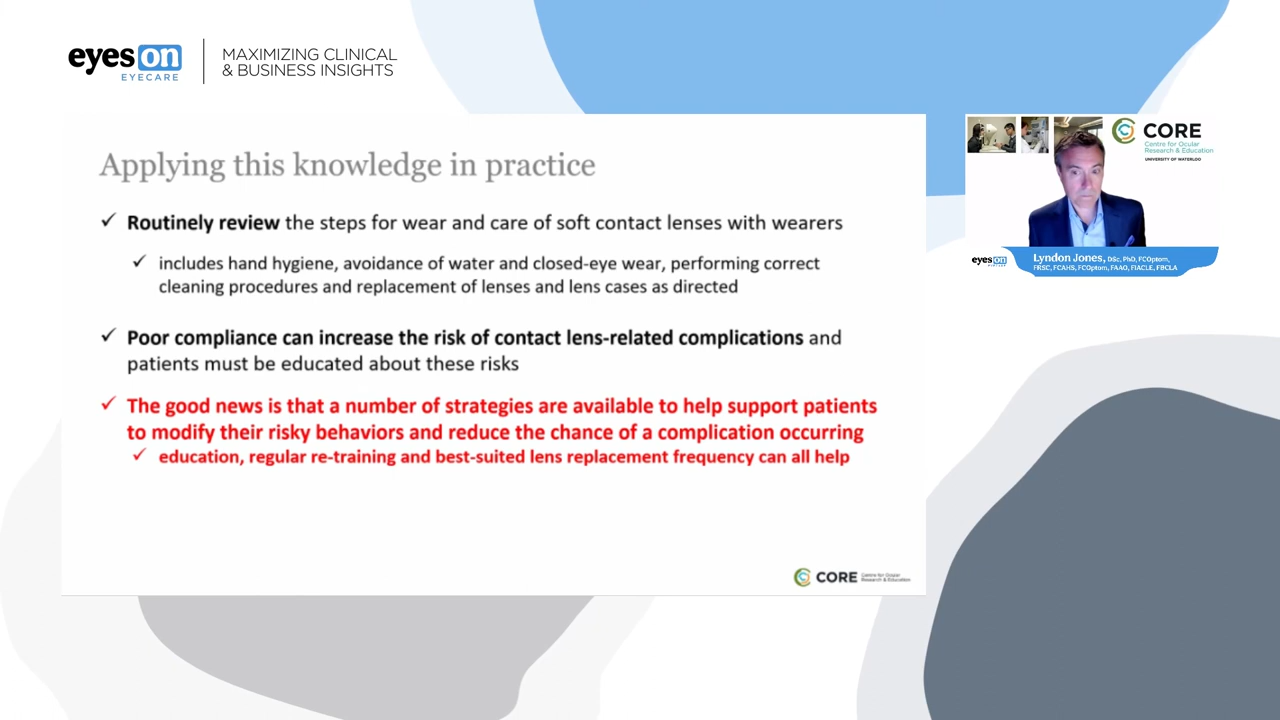 eyes on
EYECARE
MAXIMIZING CLINICAL
& BUSINESS INSIGHTS
Applying this knowledge in practice
✓ Routinely review the steps for wear and care of soft contact lenses with wearers
✓ includes hand hygiene, avoidance of water and closed-eye wear, performing correct
cleaning procedures and replacement of lenses and lens cases as directed
✓ Poor compliance can increase the risk of contact lens-related complications and
patients must be educated about these risks
✓ The good news is that a number of strategies are available to help support patients
to modify their risky behaviors and reduce the chance of a complication occurring
✓ education, regular re-training and best-suited lens replacement frequency can all help
CORE Centre for Ocular
Research & Education
CORE
Centre for Ocular
Research & Education
UNIVERSITY OF WATERLOO
eyes on
EYECARE
Lyndon Jones, DSc, PhD, FCOptom,
FRSC, FCAHS, FCOptom, FAAO, FIACLE, FBCLA